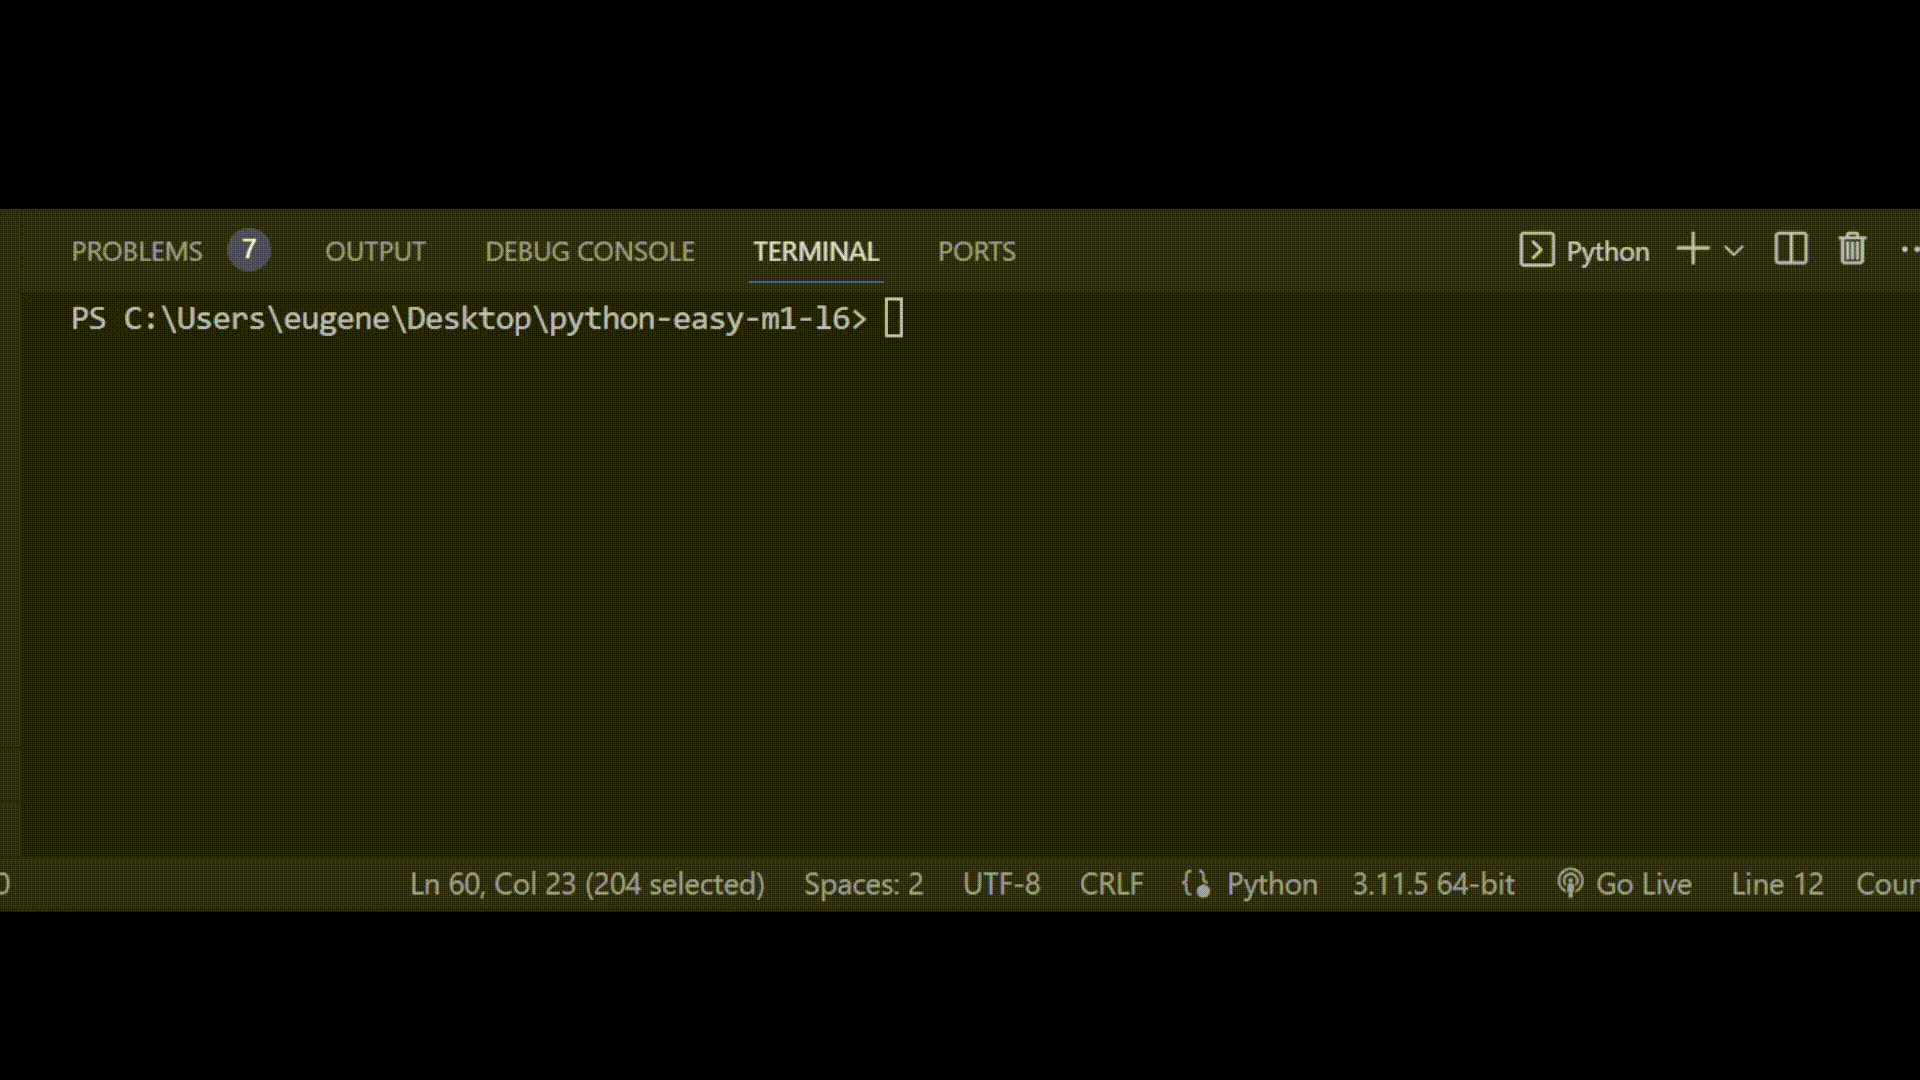 PROBLEMS 7 OUTPUT DEBUG CONSOLE TERMINAL PORTS Python
PS C:\Users\eugene\Desktop\python-easy-m1-l6>
Ln 60, Col 23 (204 selected) Spaces: 2 UTF-8 CRLF Python 3.11.5 64-bit Go Live Line 12 Coun